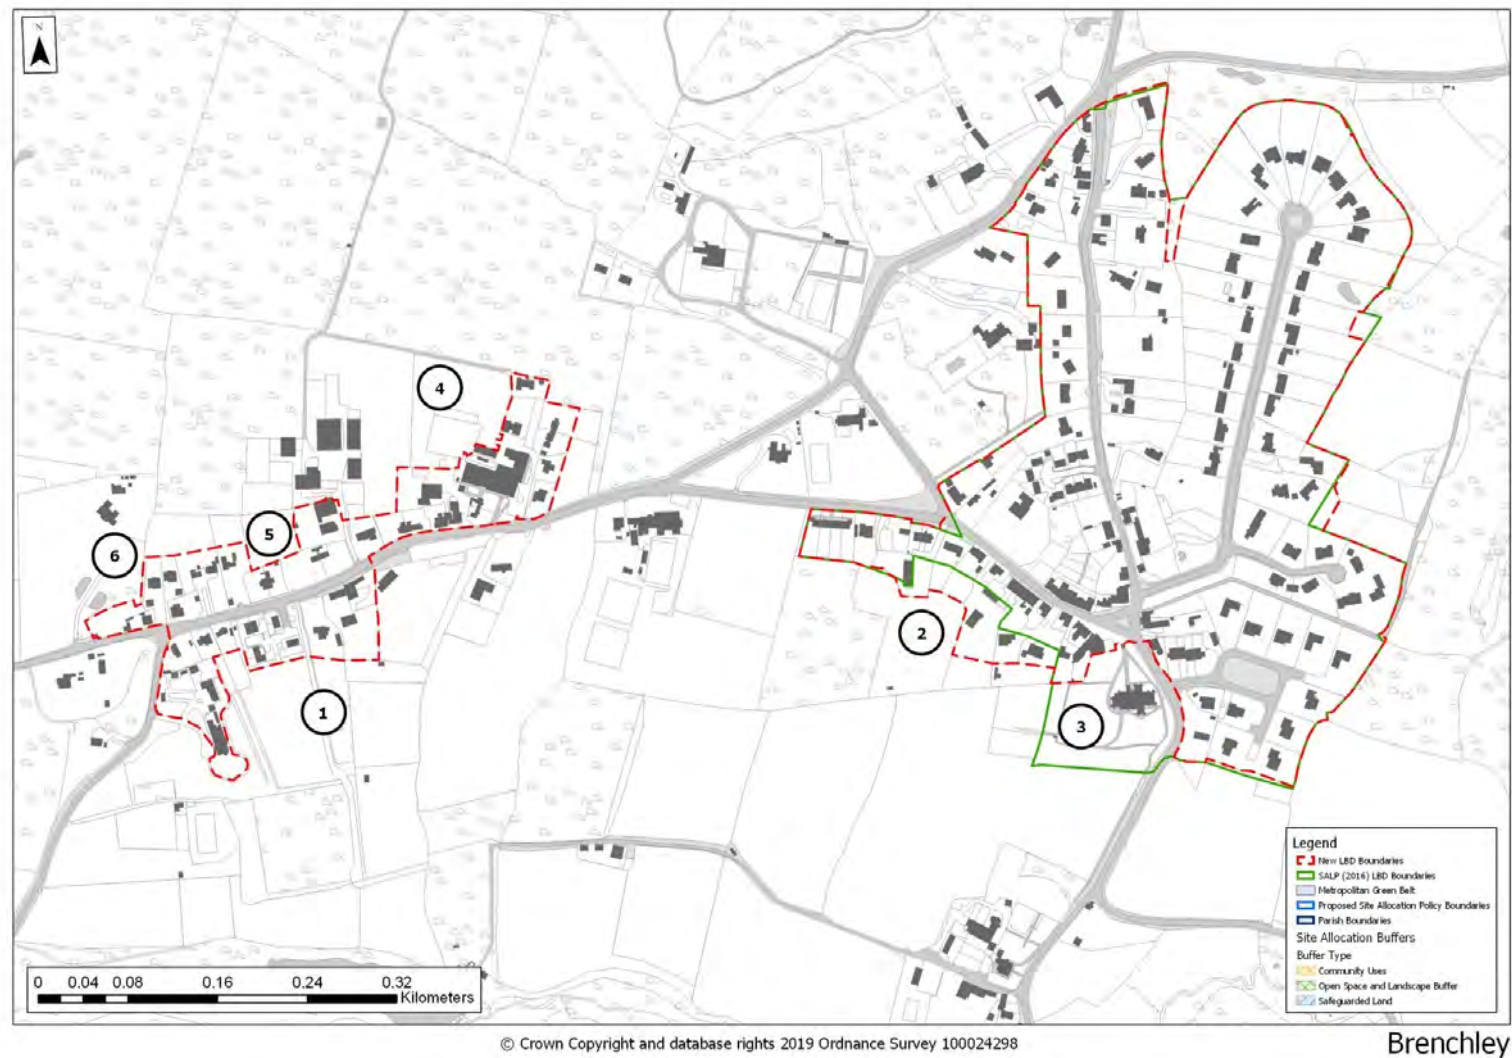 N
4
5
6
2
1
3
Legend
New LBD Boundaries
SALP (2016) LBD Boundaries
Metropolitan Green Belt
Proposed Site Allocation Policy Boundaries
Parish Boundaries
Site Allocation Buffers
Buffer Type
Community Uses
Open Space and Landscape Buffer
Safeguarded Land
0 0.04 0.08 0.16 0.24 0.32
Kilometers
© Crown Copyright and database rights 2019 Ordnance Survey 100024298
Brenchley